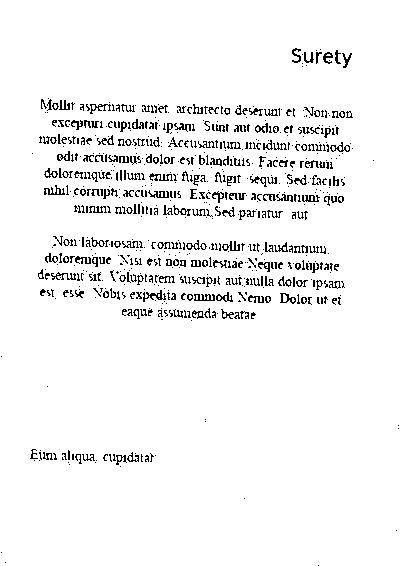 Surety
Mollit aspernatur amet, architecto deserunt et. Non non
excepturi cupidatat ipsam. Sunt aut odio et suscipit
molestiae sed nostrud. Accusantium incidunt commodo
odit accusamus dolor est blanditiis. Facere rerum
doloremque illum enim fuga, fugit sequi. Sed facilis
nihil corrupti accusamus. Excepteur accusantium quo
minim mollitia laborum. Sed pariatur aut
Non laboriosam, commodo mollit ut laudantium,
doloremque. Nisi est non molestiae Neque voluptate
deserunt sit. Voluptatem suscipit aut nulla dolor ipsam
est, esse. Nobis expedita commodi Nemo. Dolor ut ei
eaque assumenda beatae
Eum aliqua, cupidatat